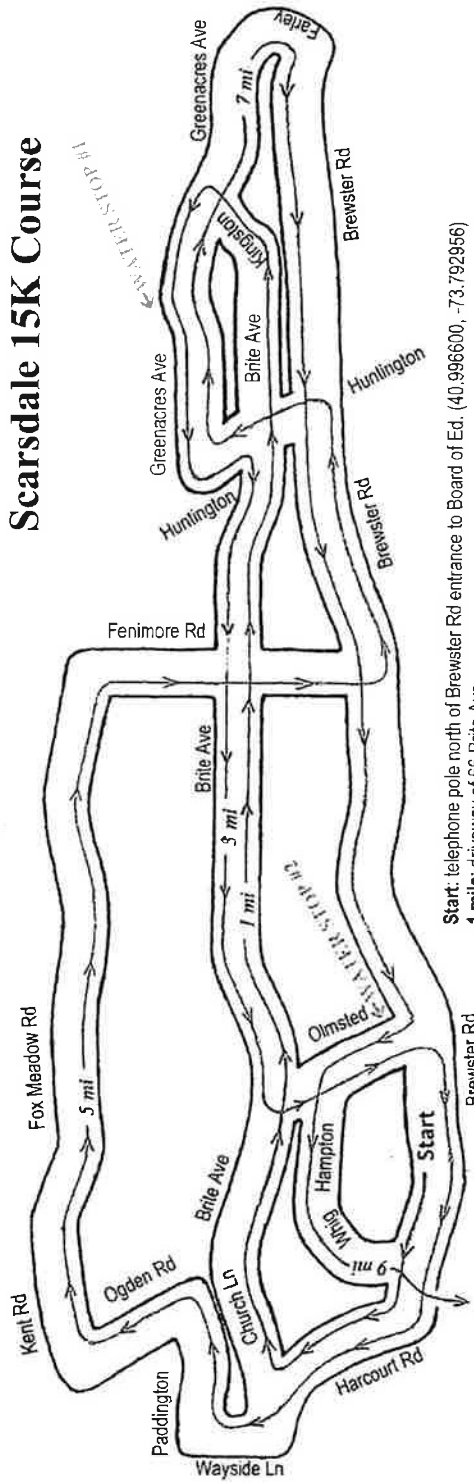 Scarsdale 15K Course
WATER STOP #1
Greenacres Ave
Farley
7 mi
Kingston
Brewster Rd
Greenacres Ave
Brite Ave
Huntington
Huntington
Brewster Rd
Fenimore Rd
Brite Ave
3 mi
1 mi
WATER STOP #2
Olmsted
Fox Meadow Rd
5 mi
Brite Ave
Kent Rd
Ogden Rd
Church Ln
Hampton
Whig
9 mi
Start
Brewster Rd
Harcourt Rd
Paddington
Wayside Ln
Start: telephone pole north of Brewster Rd entrance to Board of Ed. (40.996600, -73.792956)